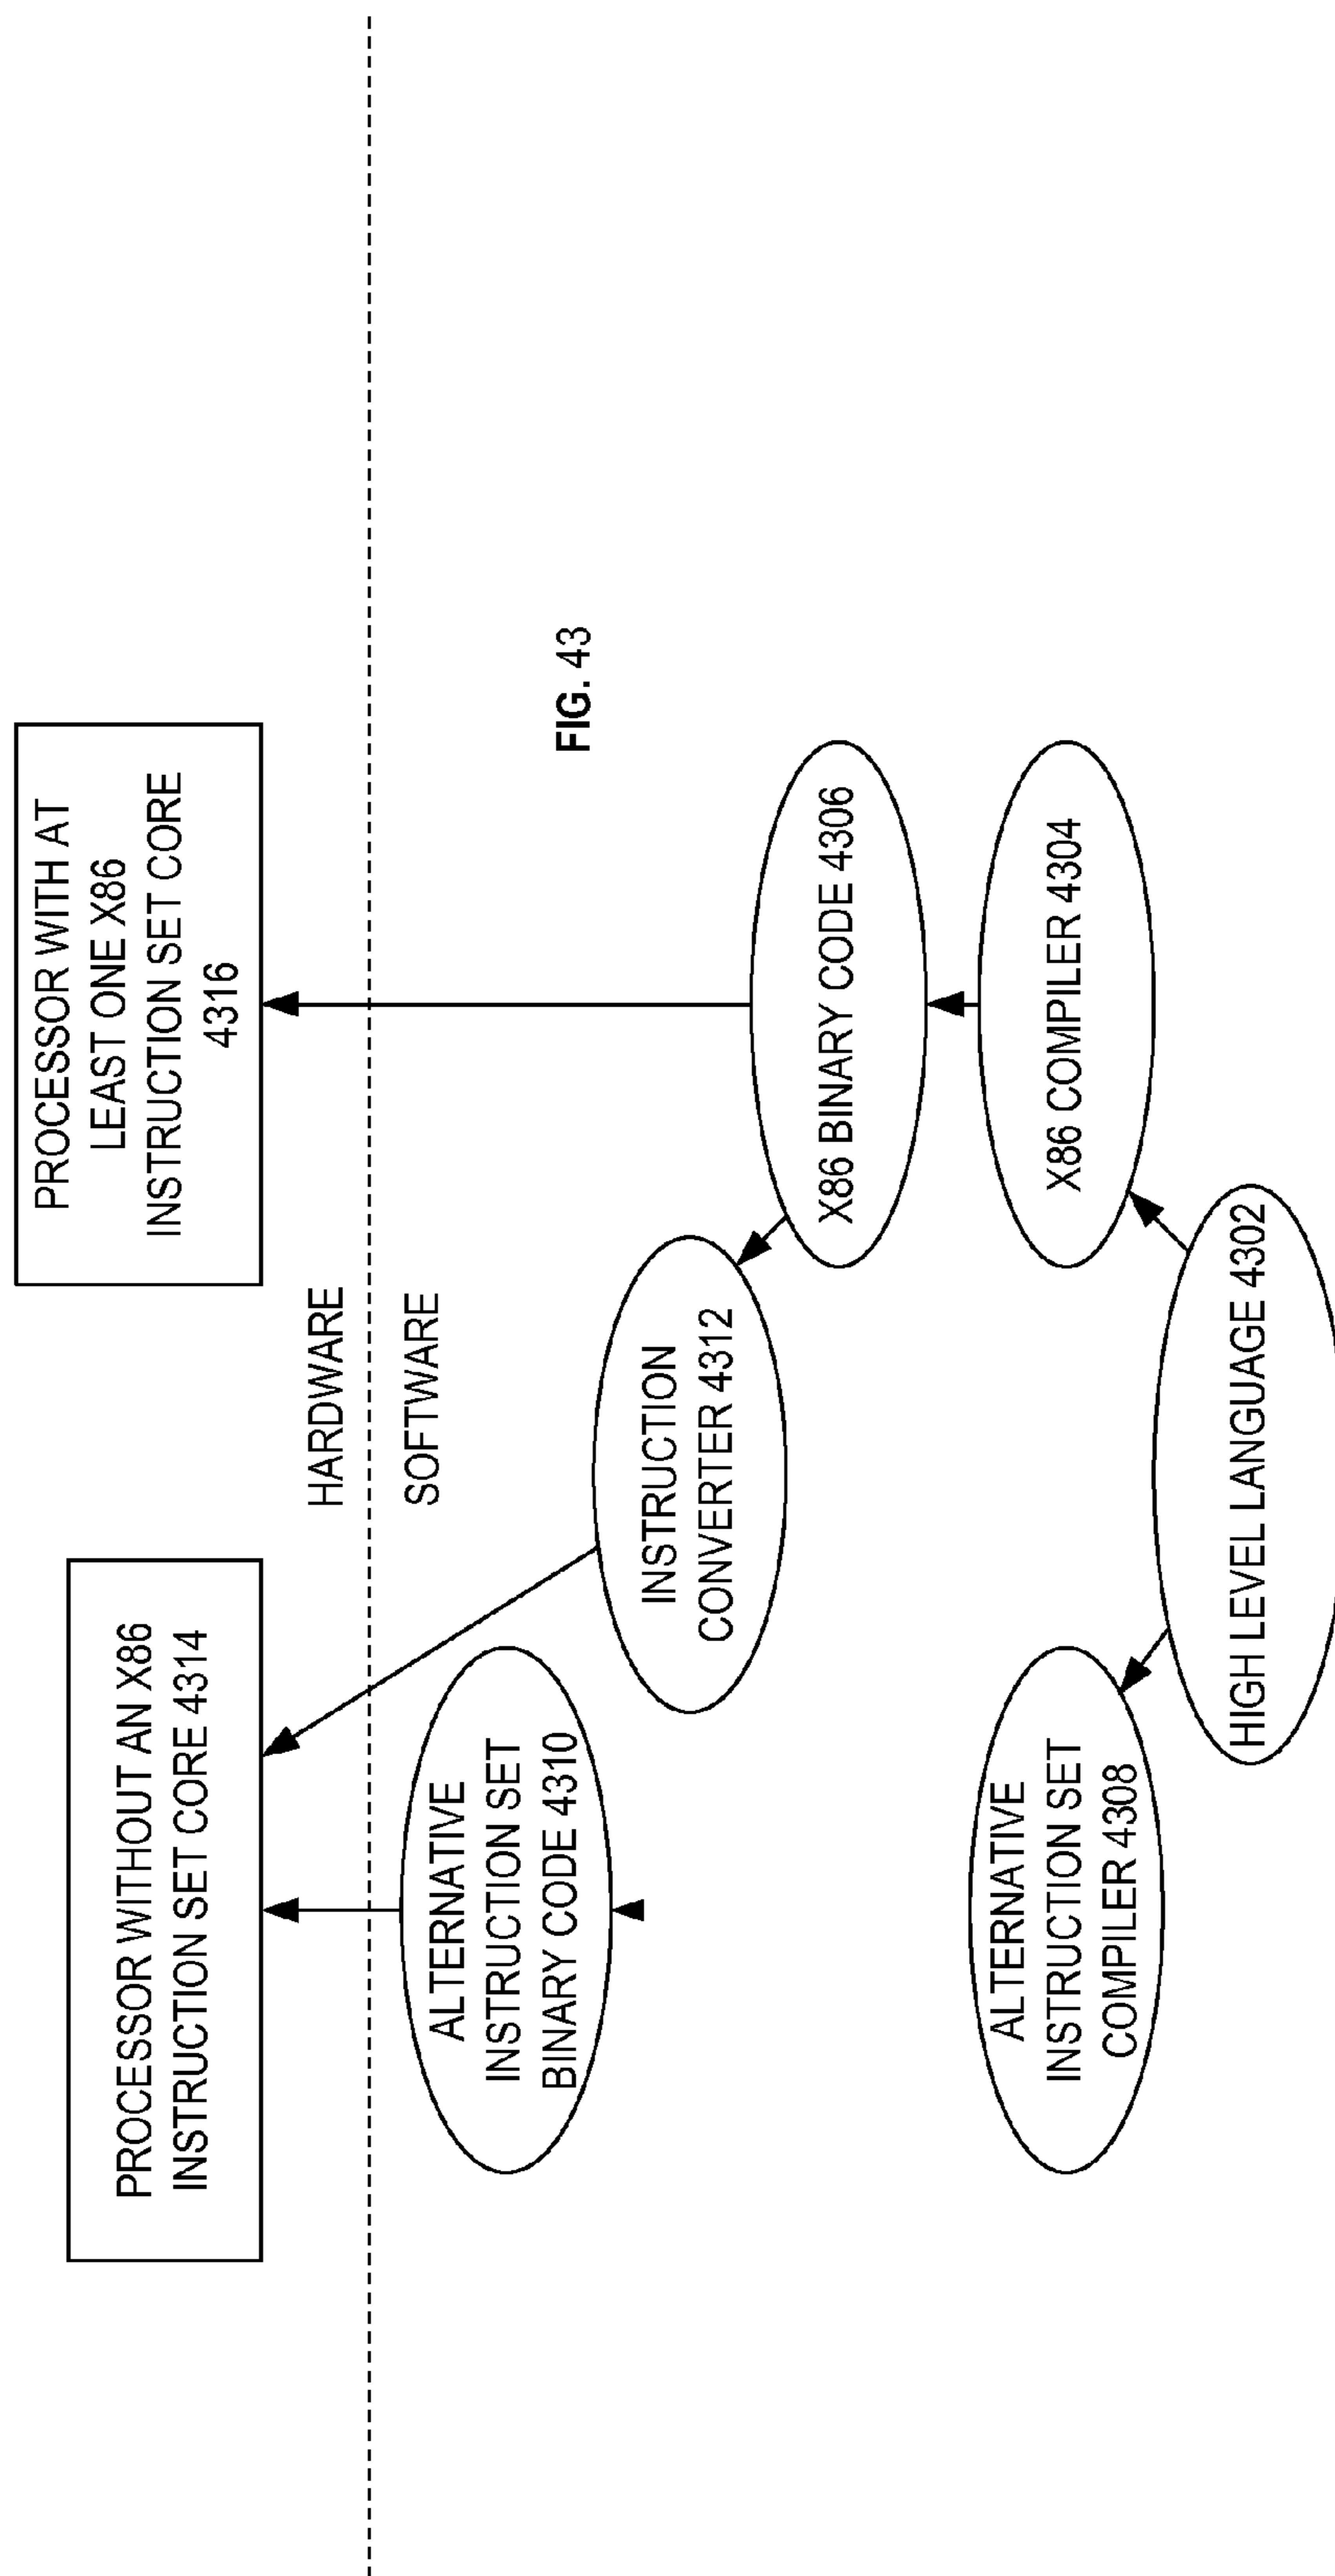 PROCESSOR WITHOUT AN X86
INSTRUCTION SET CORE 4314
PROCESSOR WITH AT
LEAST ONE X86
INSTRUCTION SET CORE
4316
HARDWARE
SOFTWARE
ALTERNATIVE
INSTRUCTION SET
BINARY CODE 4310
INSTRUCTION
CONVERTER 4312
FIG. 43
X86 BINARY CODE 4306
ALTERNATIVE
INSTRUCTION SET
COMPILER 4308
X86 COMPILER 4304
HIGH LEVEL LANGUAGE 4302